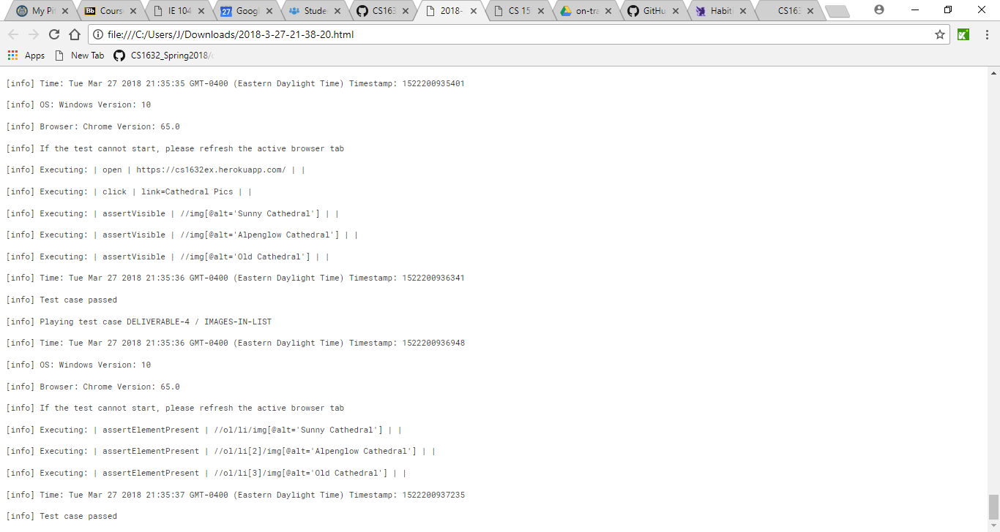 My Pi
Cours
IE 104
27 Googl
Stude
CS163
2018-
CS 15
on-tra
GitHu
Habit
CS163
file:///C:/Users/J/Downloads/2018-3-27-21-38-20.html
Apps New Tab CS1632_Spring2018/
[info] Time: Tue Mar 27 2018 21:35:35 GMT-0400 (Eastern Daylight Time) Timestamp: 1522200935401
[info] OS: Windows Version: 10
[info] Browser: Chrome Version: 65.0
[info] If the test cannot start, please refresh the active browser tab
[info] Executing: | open | https://cs1632ex.herokuapp.com/ | |
[info] Executing: | click | link=Cathedral Pics | |
[info] Executing: | assertVisible | //img[@alt='Sunny Cathedral'] | |
[info] Executing: | assertVisible | //img[@alt='Alpenglow Cathedral'] | |
[info] Executing: | assertVisible | //img[@alt='Old Cathedral'] | |
[info] Time: Tue Mar 27 2018 21:35:36 GMT-0400 (Eastern Daylight Time) Timestamp: 1522200936341
[info] Test case passed
[info] Playing test case DELIVERABLE-4 / IMAGES-IN-LIST
[info] Time: Tue Mar 27 2018 21:35:36 GMT-0400 (Eastern Daylight Time) Timestamp: 1522200936948
[info] OS: Windows Version: 10
[info] Browser: Chrome Version: 65.0
[info] If the test cannot start, please refresh the active browser tab
[info] Executing: | assertElementPresent | //ol/li/img[@alt='Sunny Cathedral'] | |
[info] Executing: | assertElementPresent | //ol/li[2]/img[@alt='Alpenglow Cathedral'] | |
[info] Executing: | assertElementPresent | //ol/li[3]/img[@alt='Old Cathedral'] | |
[info] Time: Tue Mar 27 2018 21:35:37 GMT-0400 (Eastern Daylight Time) Timestamp: 1522200937235
[info] Test case passed